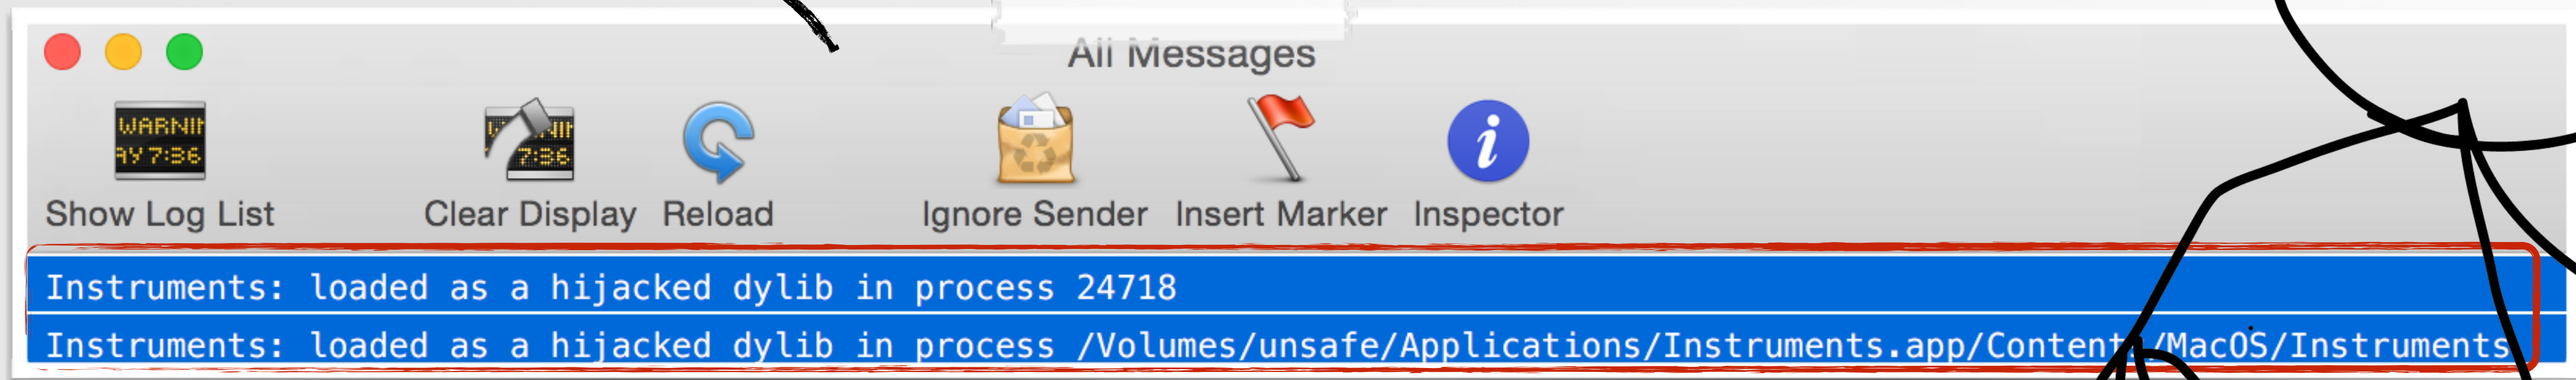 All Messages
WARNIN
AY 7:36
7:36
Show Log List
Clear Display
Reload
Ignore Sender
Insert Marker
Inspector
Instruments: loaded as a hijacked dylib in process 24718
Instruments: loaded as a hijacked dylib in process /Volumes/unsafe/Applications/Instruments.app/Contents/MacOS/Instruments